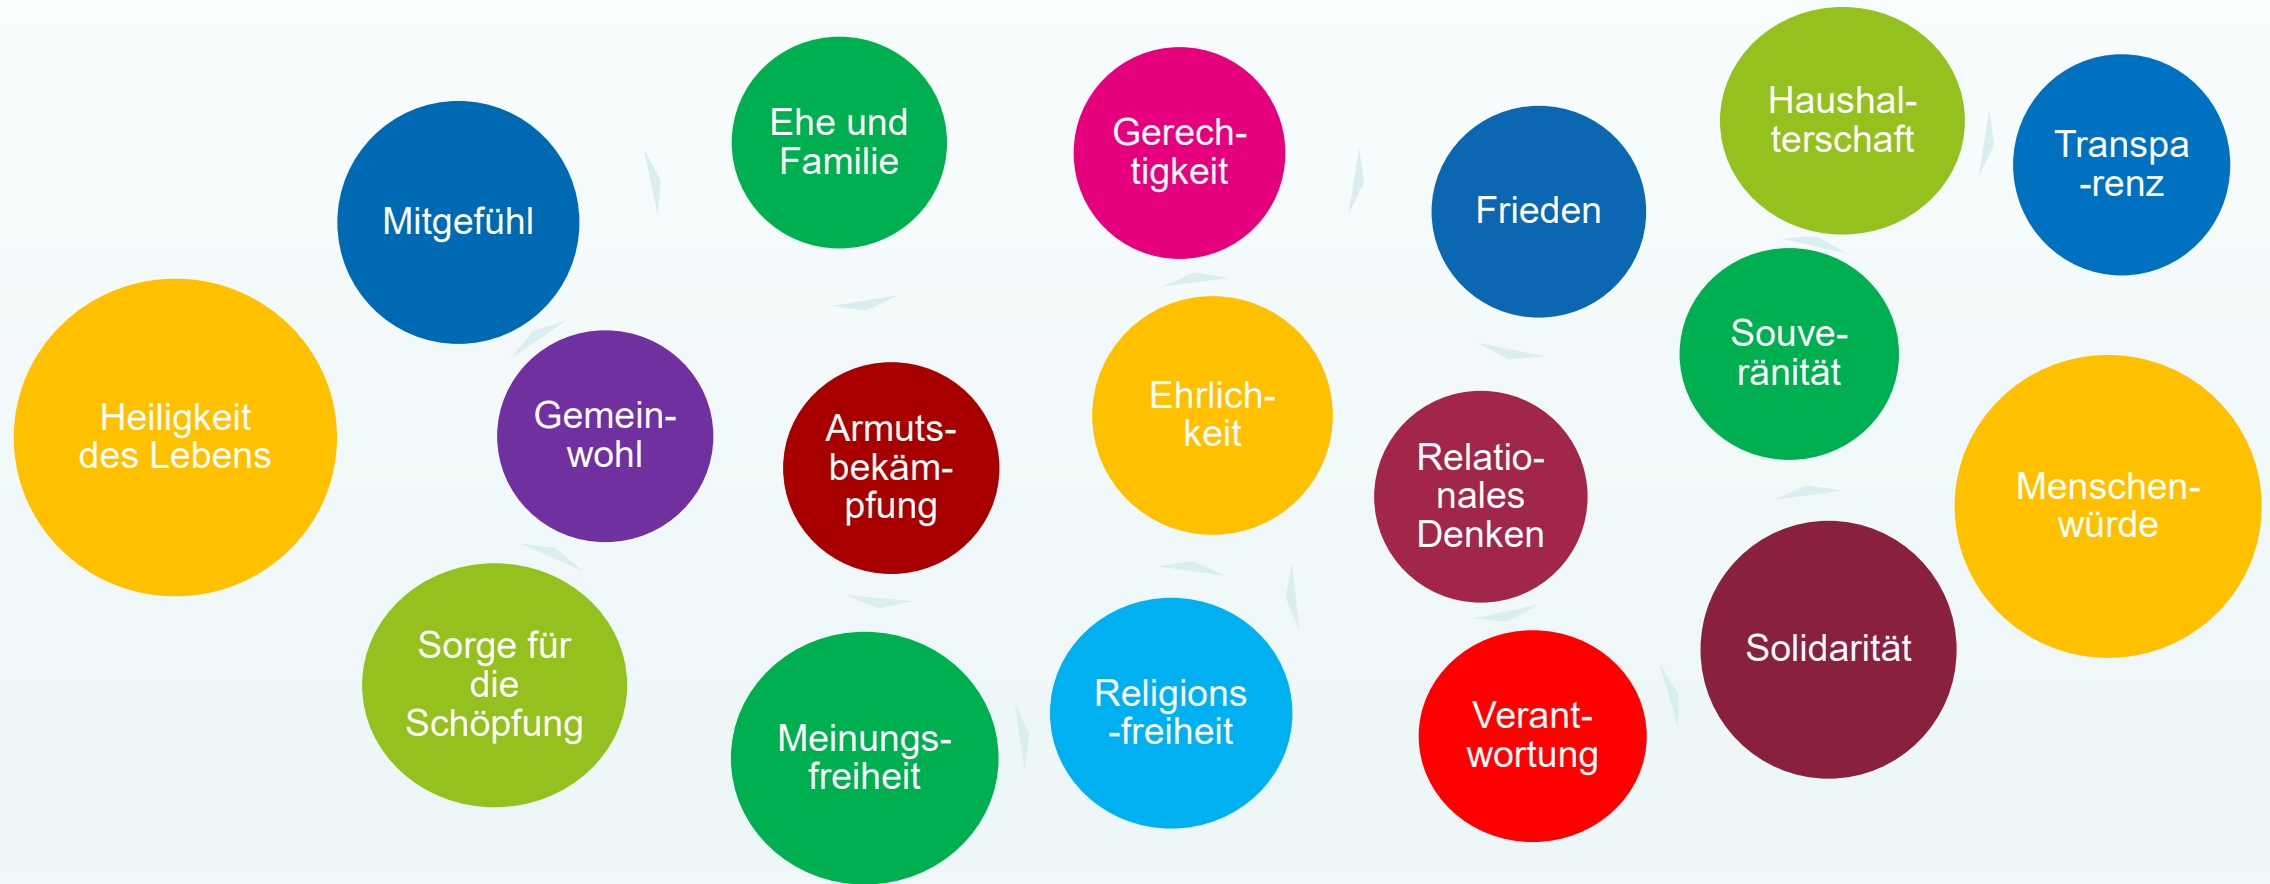 Heiligkeit
des Lebens
Mitgefühl
Gemein-
wohl
Sorge für
die
Schöpfung
Ehe und
Familie
Armuts-
bekäm-
pfung
Meinungs-
freiheit
Gerech-
tigkeit
Ehrlich-
keit
Religions
-freiheit
Frieden
Relatio-
nales
Denken
Verant-
wortung
Haushal-
terschaft
Souve-
ränität
Solidarität
Transpa
-renz
Menschen-
würde